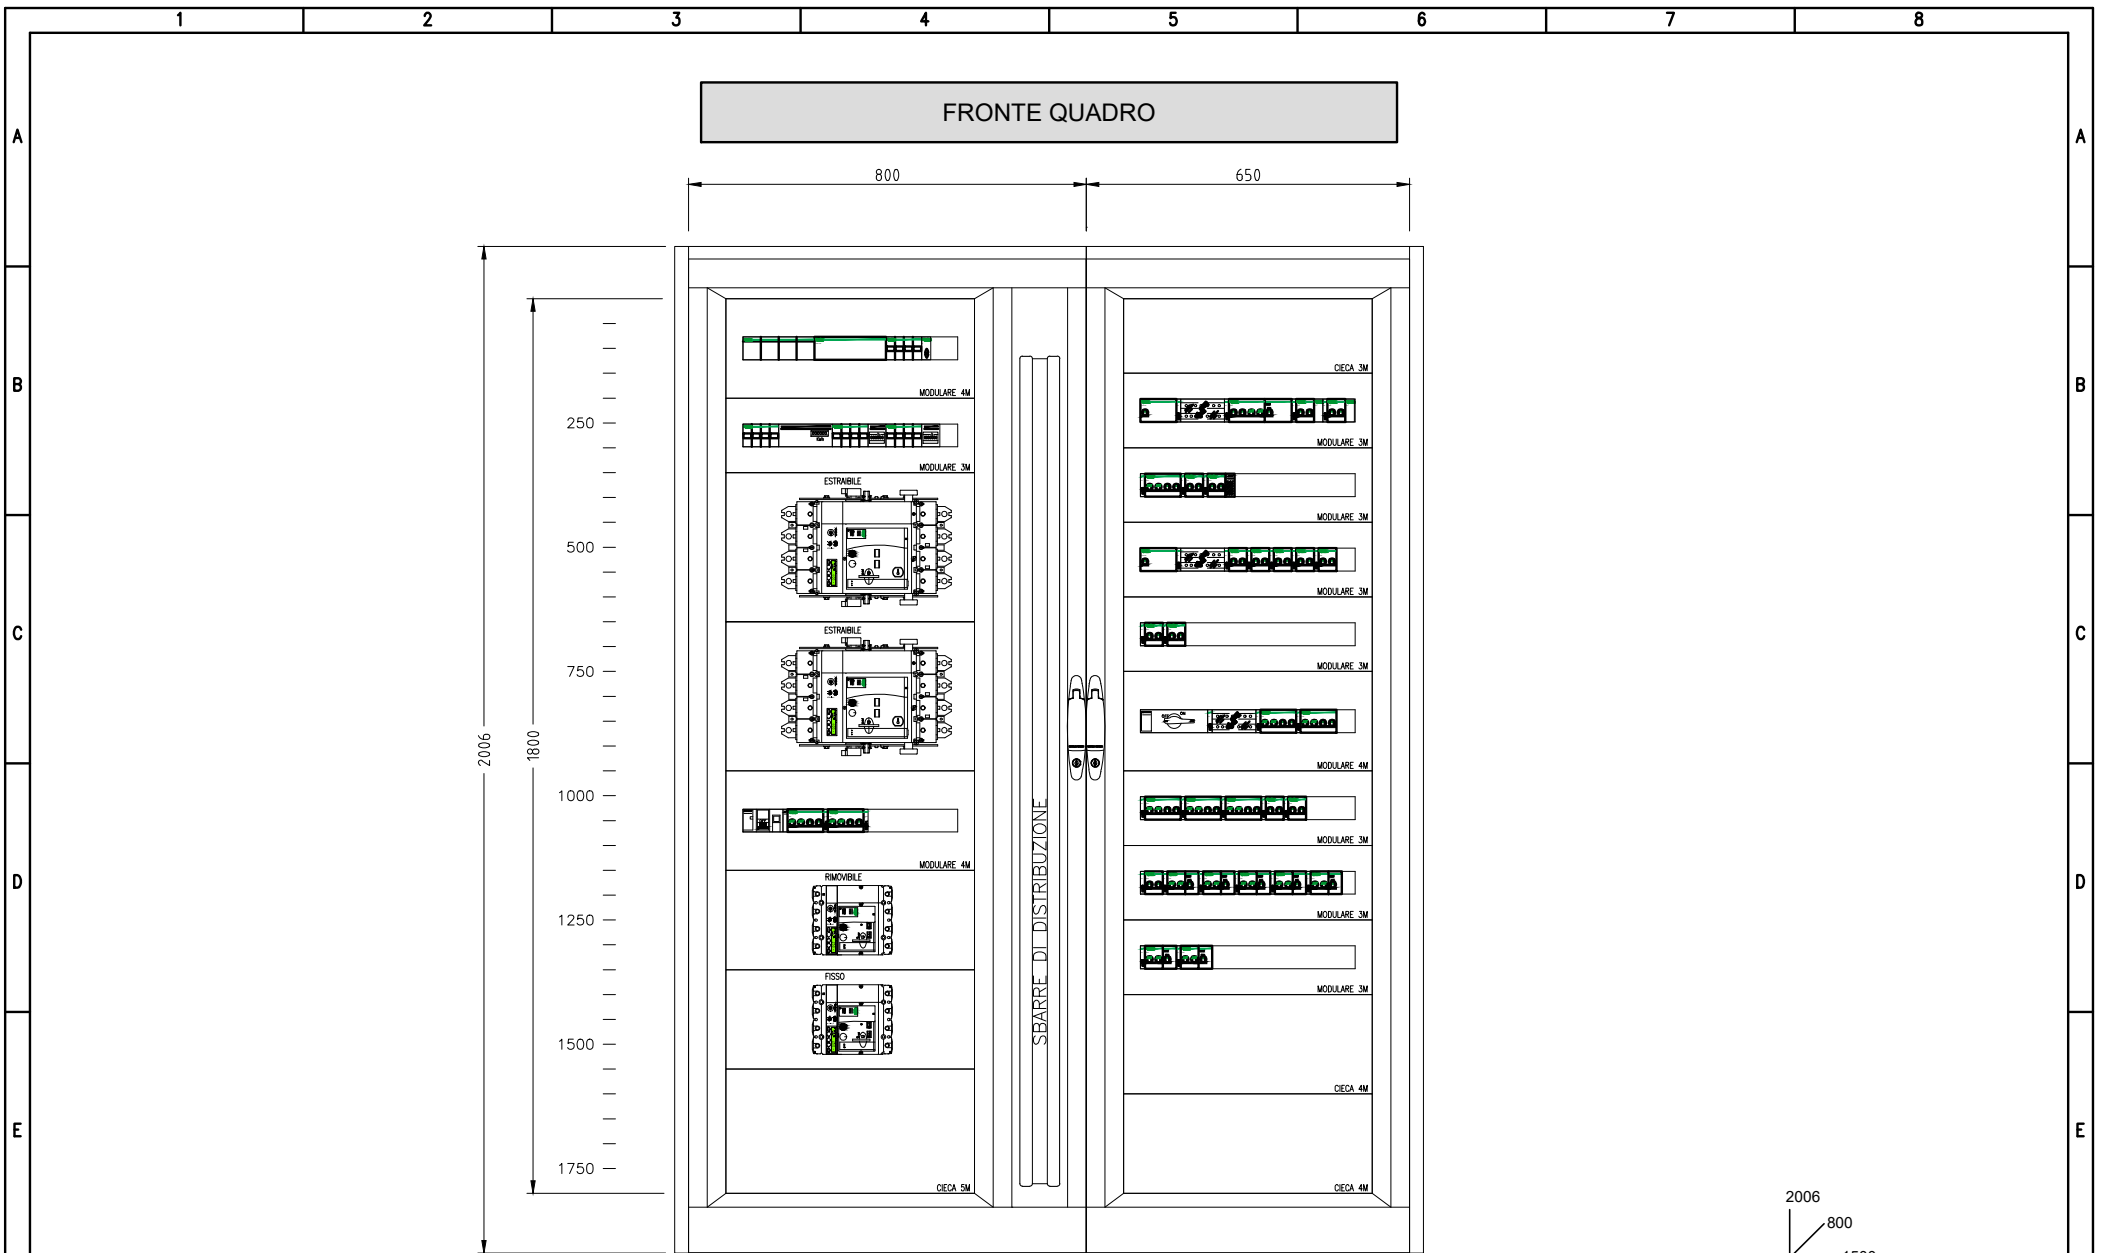 1 2 3 4 5 6 7 8
FRONTE QUADRO
A A
800 650
B B
CIECA 3M
MODULARE 4M
250
MODULARE 3M
MODULARE 3M
ESTRAIBILE
MODULARE 3M
500
MODULARE 3M
C C
ESTRAIBILE
MODULARE 3M
750
2006
1800
MODULARE 4M
1000
SBARRE DI DISTRIBUZIONE
MODULARE 3M
MODULARE 4M
D D
RIMOVIBILE
MODULARE 3M
1250
FISSO
MODULARE 3M
1500
CIECA 4M
E E
1750
CIECA 5M
CIECA 4M
2006
800